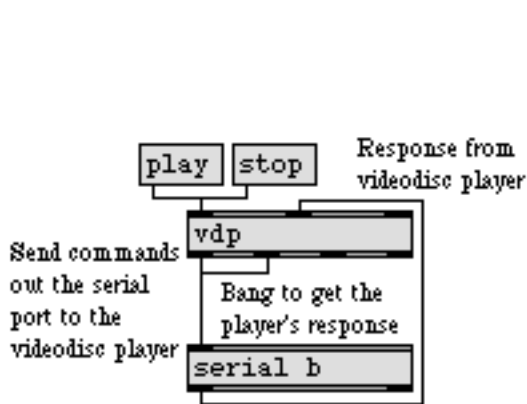 play
stop
Response from
videodisc player
vdp
Send commands
out the serial
port to the
videodisc player
Bang to get the
player's response
serial b